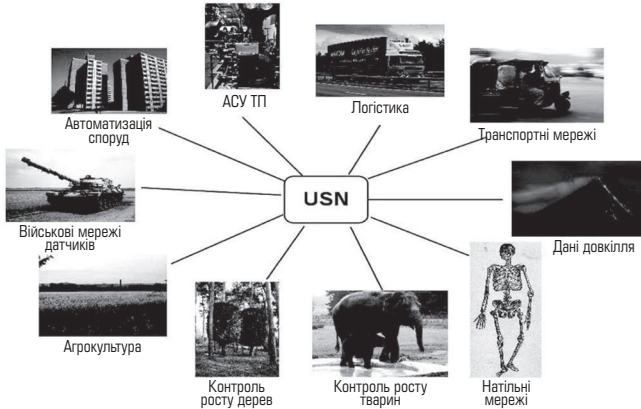 АСУ ТП
Логістика
Автоматизація
споруд
Транспортні мережі
USN
Військові мережі
датчиків
Дані довкілля
Агрокультура
Контроль
росту дерев
Контроль росту
тварин
Натільні
мережі